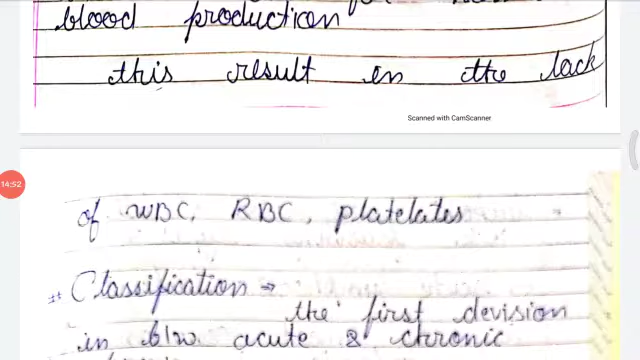 blood production
this result in the lack
Scanned with CamScanner
14:52
of WBC, RBC, platelates
# Classification ⇒
the first devision
in b/w acute & chronic